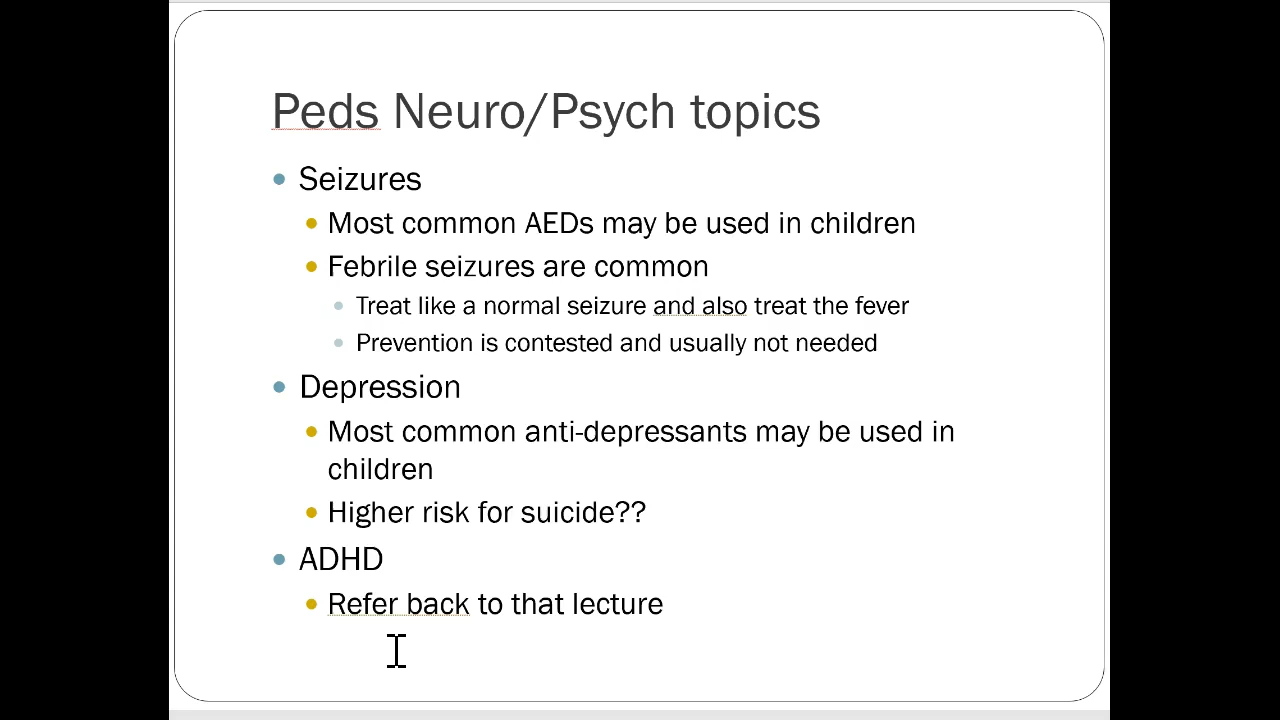 Peds Neuro/Psych topics
Seizures
Most common AEDs may be used in children
Febrile seizures are common
Treat like a normal seizure and also treat the fever
Prevention is contested and usually not needed
Depression
Most common anti-depressants may be used in
children
Higher risk for suicide??
ADHD
Refer back to that lecture